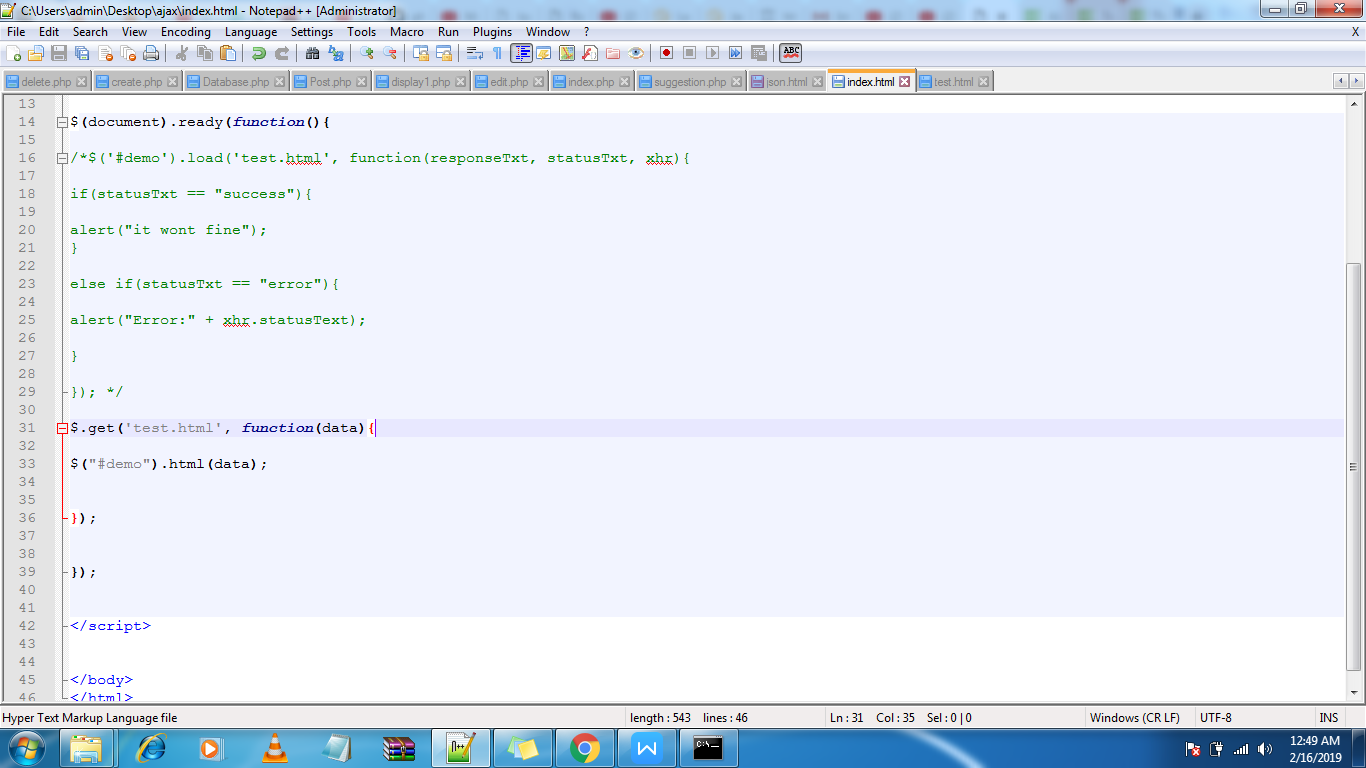 C:\Users\admin\Desktop\ajax\index.html - Notepad++ [Administrator]
File Edit Search View Encoding Language Settings Tools Macro Run Plugins Window ? X
ABC
delete.php create.php Database.php Post.php display1.php edit.php index.php suggestion.php json.html index.html test.html
13
14 $(document).ready(function(){
15
16 /*$('#demo').load('test.html', function(responseTxt, statusTxt, xhr){
17
18 if(statusTxt == "success"){
19
20 alert("it wont fine");
21 }
22
23 else if(statusTxt == "error"){
24
25 alert("Error:" + xhr.statusText);
26
27 }
28
29 }); */
30
31 $.get('test.html', function(data){
32
33 $("#demo").html(data);
34
35
36 });
37
38
39 });
40
41
42 </script>
43
44
45 </body>
46 </html>
Hyper Text Markup Language file length : 543 lines : 46 Ln : 31 Col : 35 Sel : 0 | 0 Windows (CR LF) UTF-8 INS
12:49 AM
2/16/2019